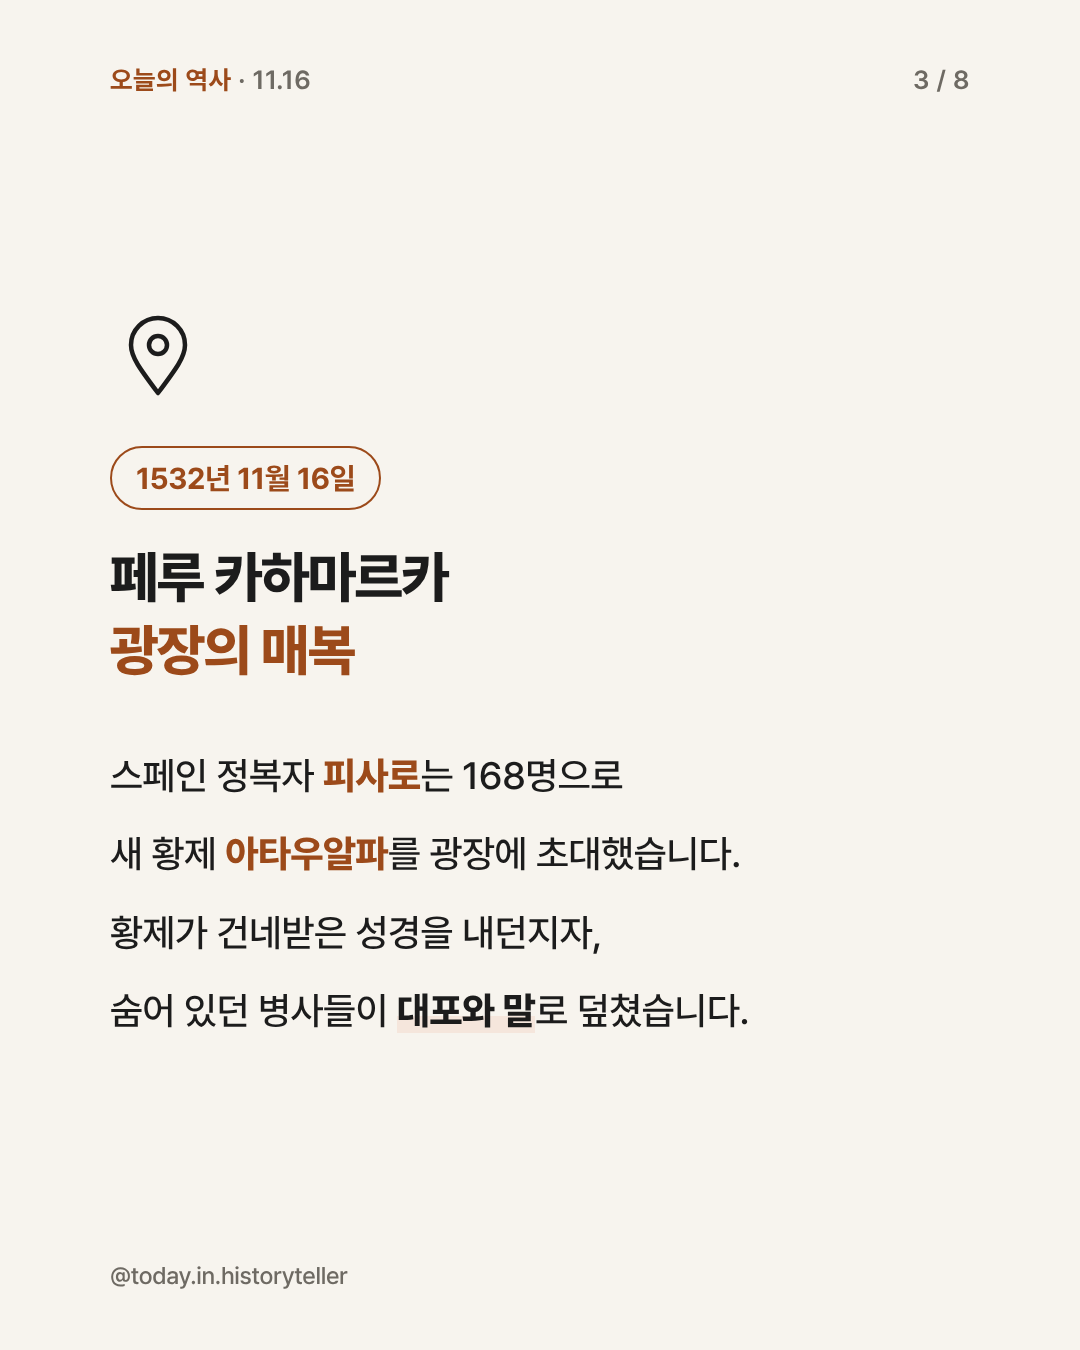 오늘의 역사 · 11.16
3 / 8
1532년 11월 16일
페루 카하마르카
광장의 매복
스페인 정복자 피사로는 168명으로
새 황제 아타우알파를 광장에 초대했습니다.
황제가 건네받은 성경을 내던지자,
숨어 있던 병사들이 대포와 말로 덮쳤습니다.
@today.in.historyteller